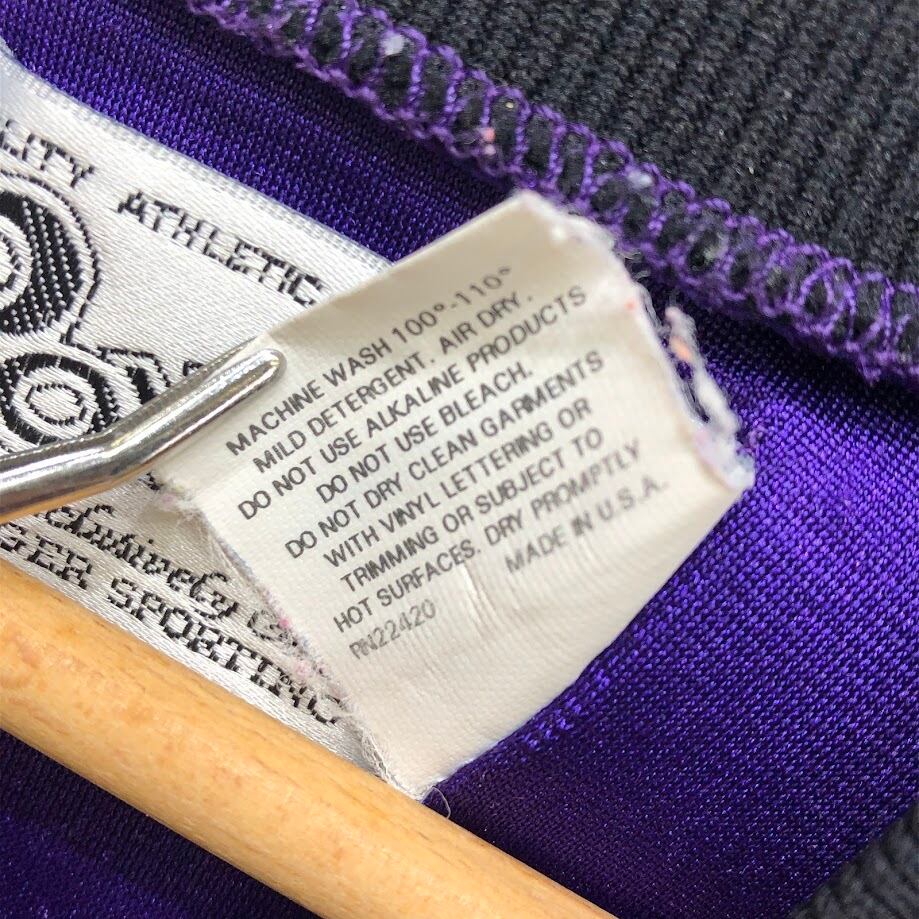 ATHLETIC
MACHINE WASH 100°-110°
MILD DETERGENT. AIR DRY.
DO NOT USE ALKALINE PRODUCTS
DO NOT USE BLEACH.
DO NOT DRY CLEAN GARMENTS
WITH VINYL LETTERING OR
TRIMMING OR SUBJECT TO
HOT SURFACES. DRY PROMPTLY
RN22420 MADE IN U.S.A.
SPORTING